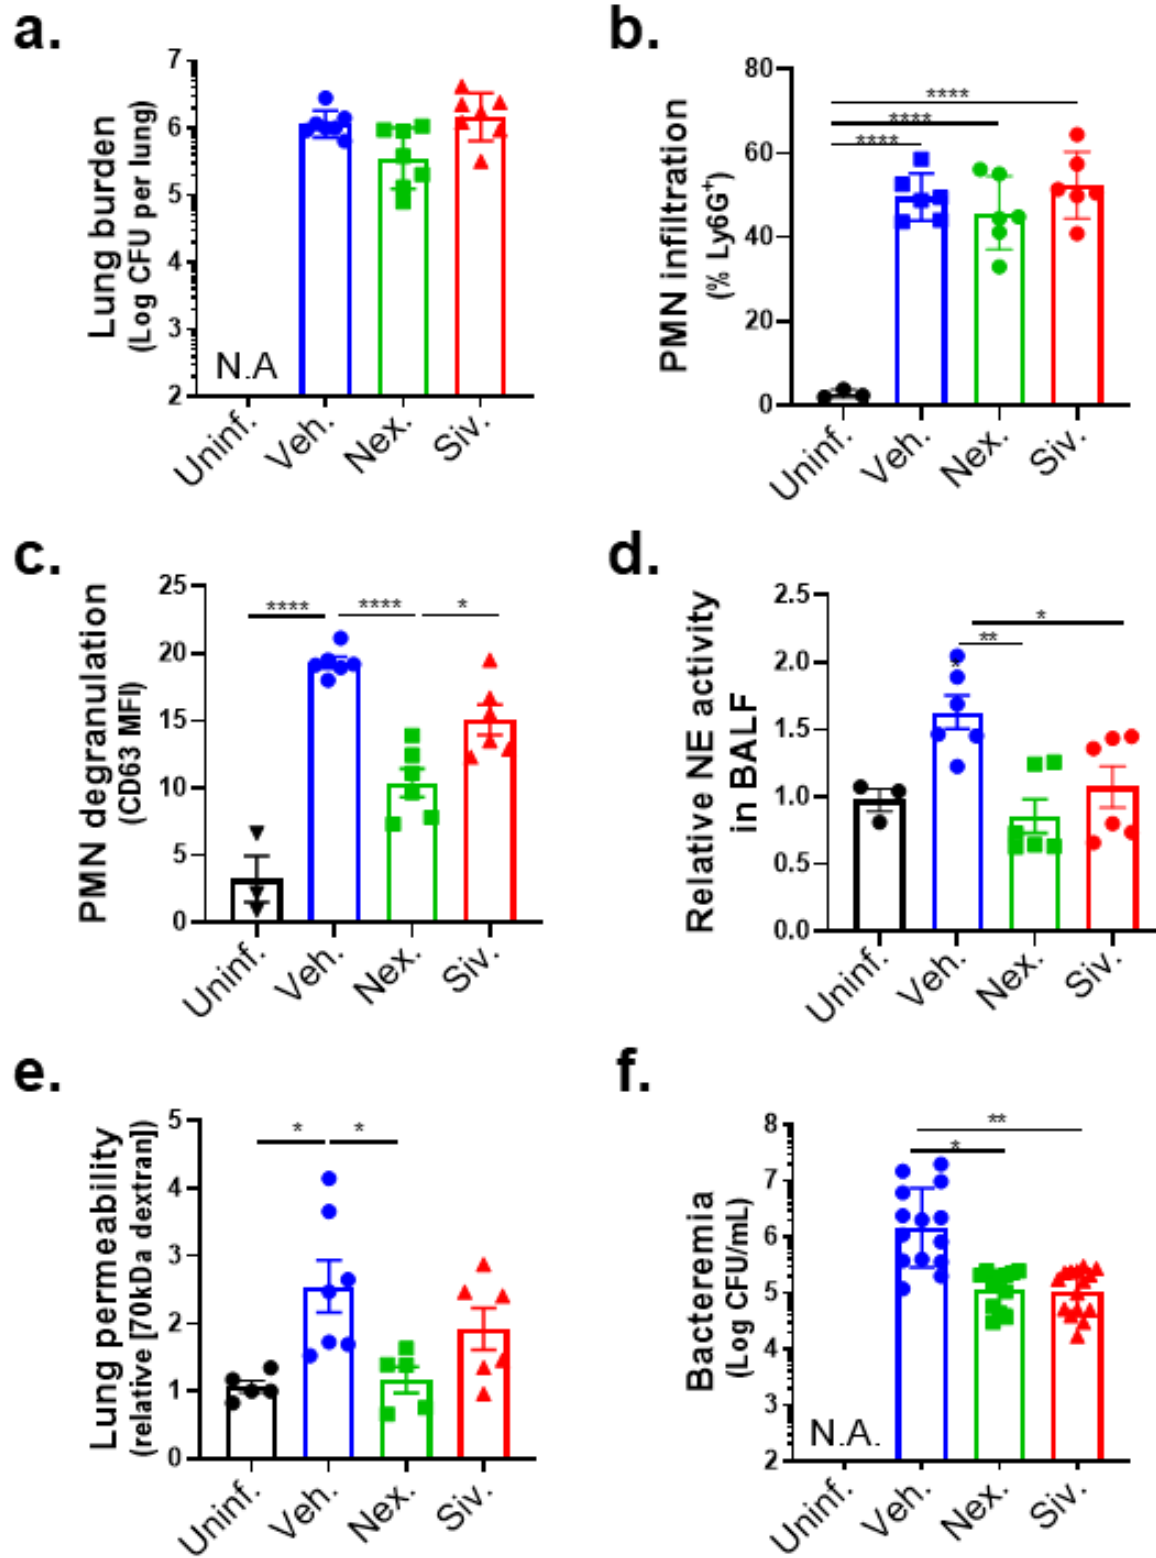 a.
Lung burden
(Log CFU per lung)
7
6
5
4
3
2
N.A
Uninf.
Veh.
Nex.
Siv.
b.
PMN infiltration
(% Ly6G+)
80
60
40
20
0
****
****
****
Uninf.
Veh.
Nex.
Siv.
c.
PMN degranulation
(CD63 MFI)
25
20
15
10
5
0
****
****
*
Uninf.
Veh.
Nex.
Siv.
d.
Relative NE activity
in BALF
2.5
2.0
1.5
1.0
0.5
0.0
*
**
*
Uninf.
Veh.
Nex.
Siv.
e.
Lung permeability
(relative [70kDa dextran])
5
4
3
2
1
0
*
*
Uninf.
Veh.
Nex.
Siv.
f.
Bacteremia
(Log CFU/mL)
8
7
6
5
4
3
2
**
*
N.A.
Uninf.
Veh.
Nex.
Siv.